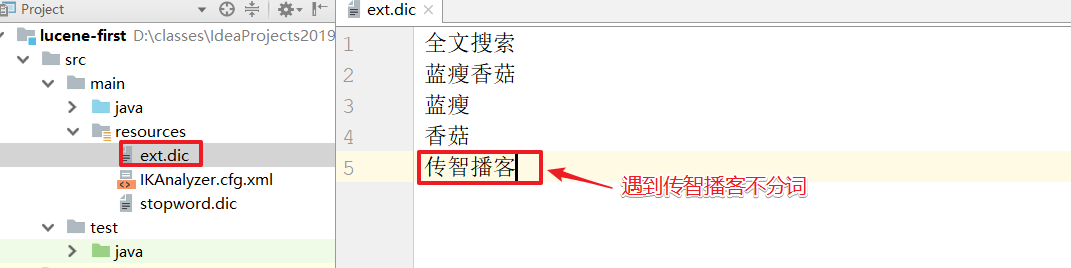 Project
lucene-first D:\classes\IdeaProjects2019
src
main
java
resources
ext.dic
IKAnalyzer.cfg.xml
stopword.dic
test
java
ext.dic
1 全文搜索
2 蓝瘦香菇
3 蓝瘦
4 香菇
5 传智播客
遇到传智播客不分词